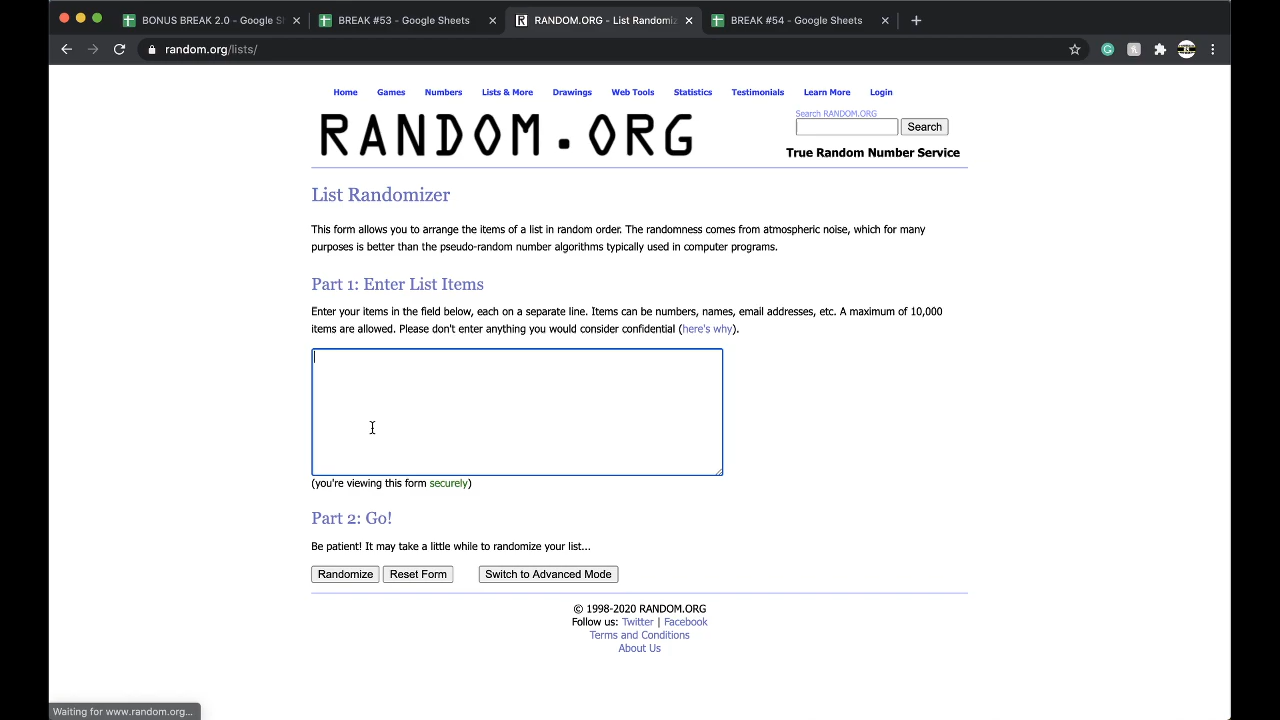 BONUS BREAK 2.0 - Google S
BREAK #53 - Google Sheets
RANDOM.ORG - List Randomiz
BREAK #54 - Google Sheets
random.org/lists/
Home Games Numbers Lists & More Drawings Web Tools Statistics Testimonials Learn More Login
RANDOM.ORG
Search RANDOM.ORG
Search
True Random Number Service
List Randomizer
This form allows you to arrange the items of a list in random order. The randomness comes from atmospheric noise, which for many
purposes is better than the pseudo-random number algorithms typically used in computer programs.
Part 1: Enter List Items
Enter your items in the field below, each on a separate line. Items can be numbers, names, email addresses, etc. A maximum of 10,000
items are allowed. Please don't enter anything you would consider confidential (here's why).
(you're viewing this form securely)
Part 2: Go!
Be patient! It may take a little while to randomize your list...
Randomize Reset Form Switch to Advanced Mode
© 1998-2020 RANDOM.ORG
Follow us: Twitter | Facebook
Terms and Conditions
About Us
Waiting for www.random.org...